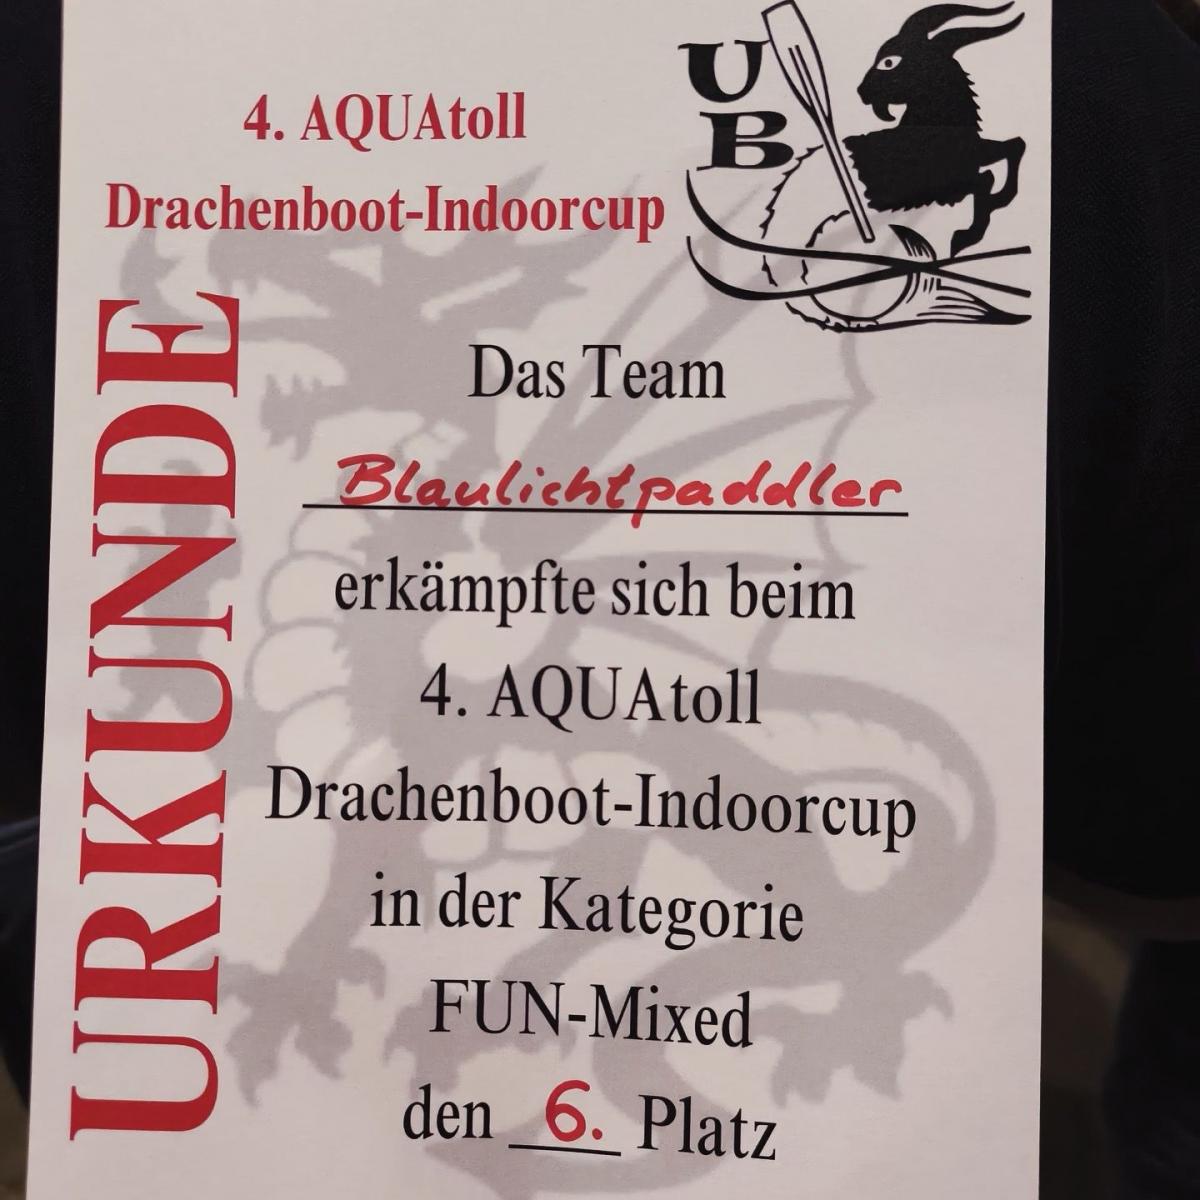 4. AQUAtoll
Drachenboot-Indoorcup
U
B
URKUNDE
Das Team
Blaulichtpaddler
erkämpfte sich beim
4. AQUAtoll
Drachenboot-Indoorcup
in der Kategorie
FUN-Mixed
den 6. Platz